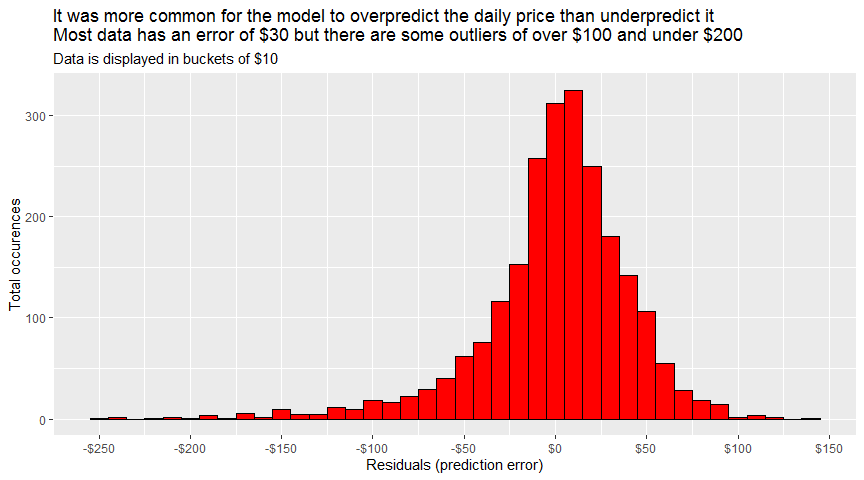 It was more common for the model to overpredict the daily price than underpredict it
Most data has an error of $30 but there are some outliers of over $100 and under $200
Data is displayed in buckets of $10
Total occurences
300
200
100
0
-$250
-$200
-$150
-$100
-$50
$0
$50
$100
$150
Residuals (prediction error)